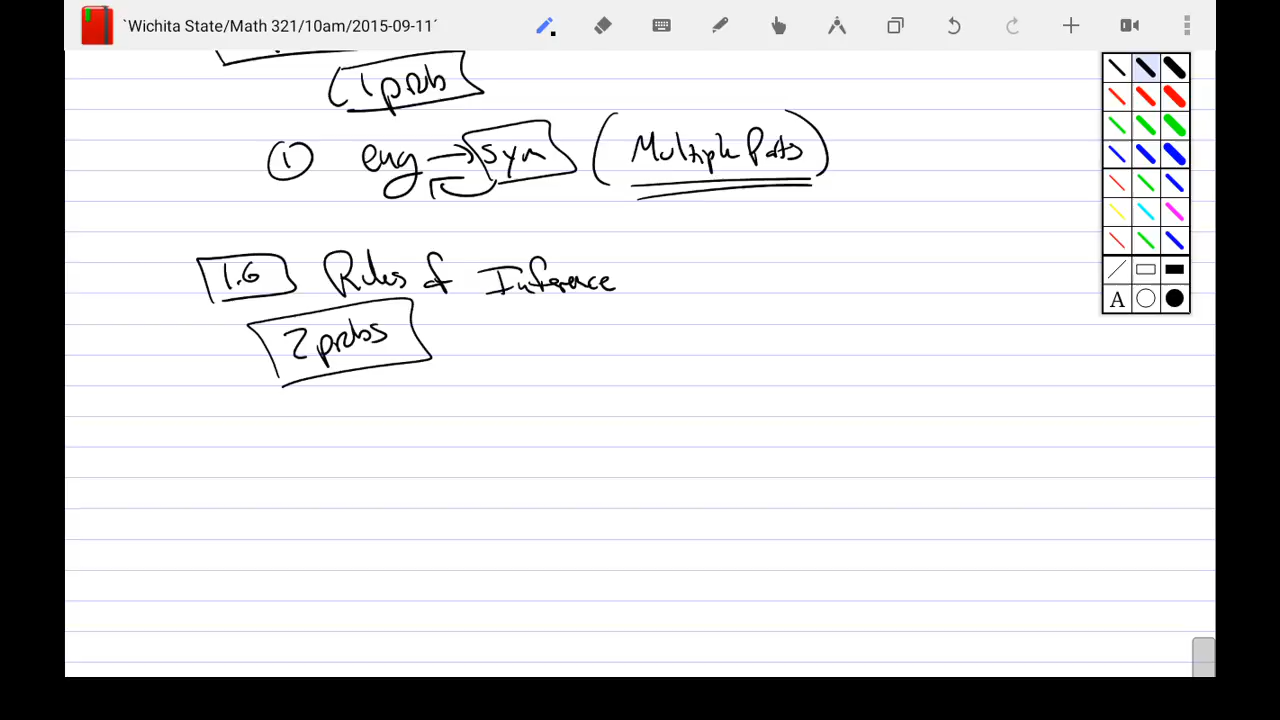 `Wichita State/Math 321/10am/2015-09-11´
(1 prob
① eng → sym (Multiple Parts)
1.6 Rules of Inference
2 probs
A